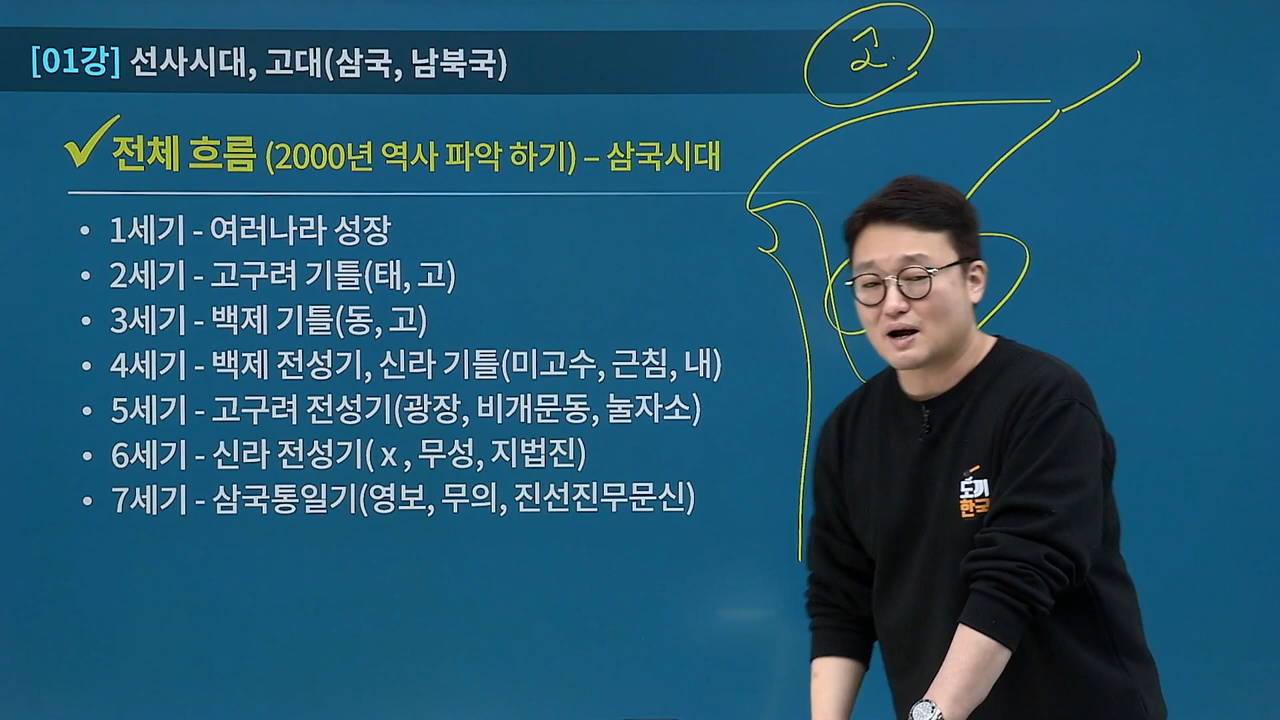 [01강] 선사시대, 고대(삼국, 남북국)
고.
전체 흐름 (2000년 역사 파악 하기) – 삼국시대
• 1세기 - 여러나라 성장
• 2세기 - 고구려 기틀(태, 고)
• 3세기 - 백제 기틀(동, 고)
• 4세기 - 백제 전성기, 신라 기틀(미고수, 근침, 내)
• 5세기 - 고구려 전성기(광장, 비개문동, 눌자소)
• 6세기 - 신라 전성기( x , 무성, 지법진)
• 7세기 - 삼국통일기(영보, 무의, 진선진무문신)
한국